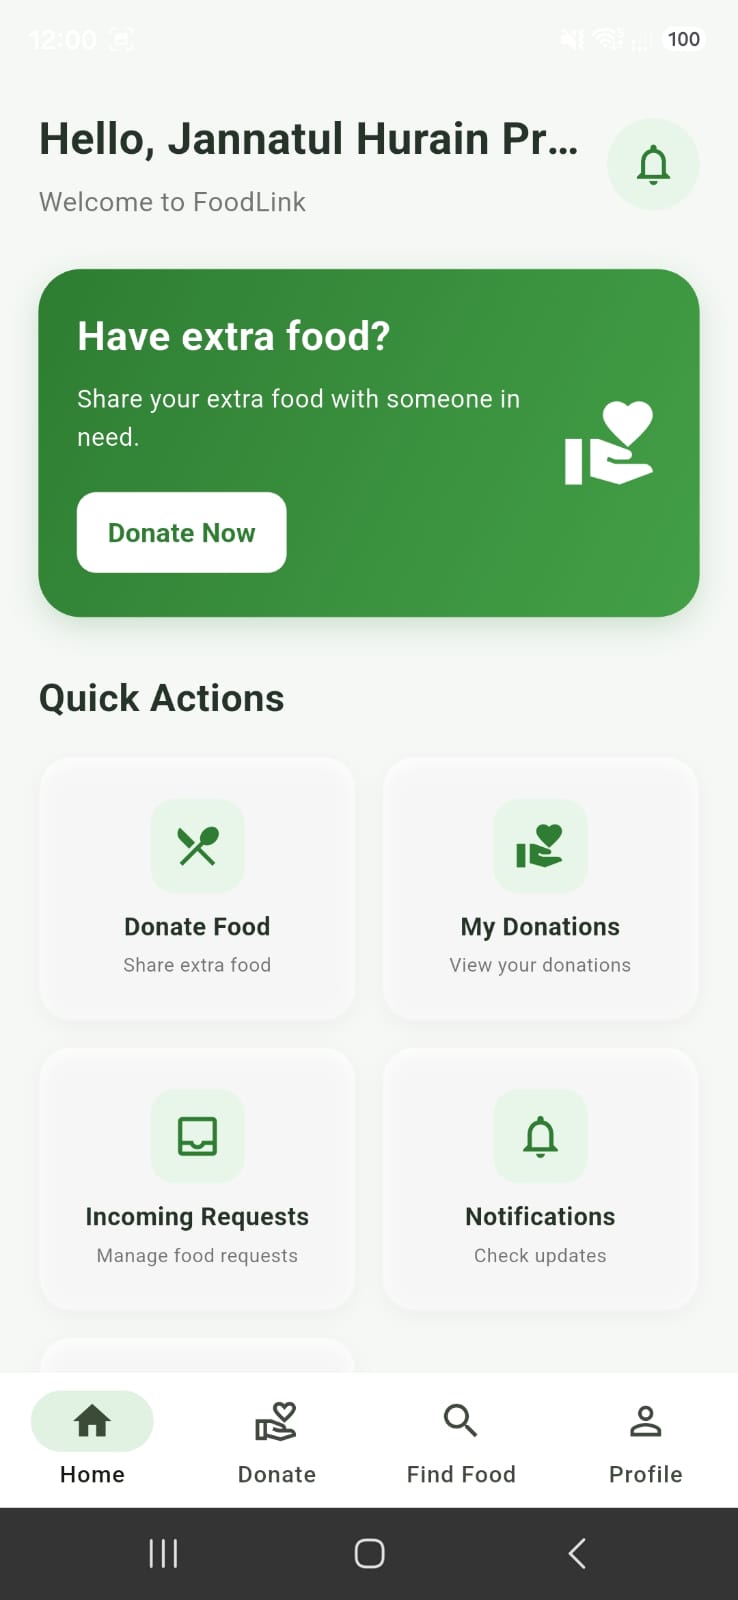 12:00
100
Hello, Jannatul Hurain Pr...
Welcome to FoodLink
Have extra food?
Share your extra food with someone in
need.
Donate Now
Quick Actions
Donate Food
Share extra food
My Donations
View your donations
Incoming Requests
Manage food requests
Notifications
Check updates
Home
Donate
Find Food
Profile